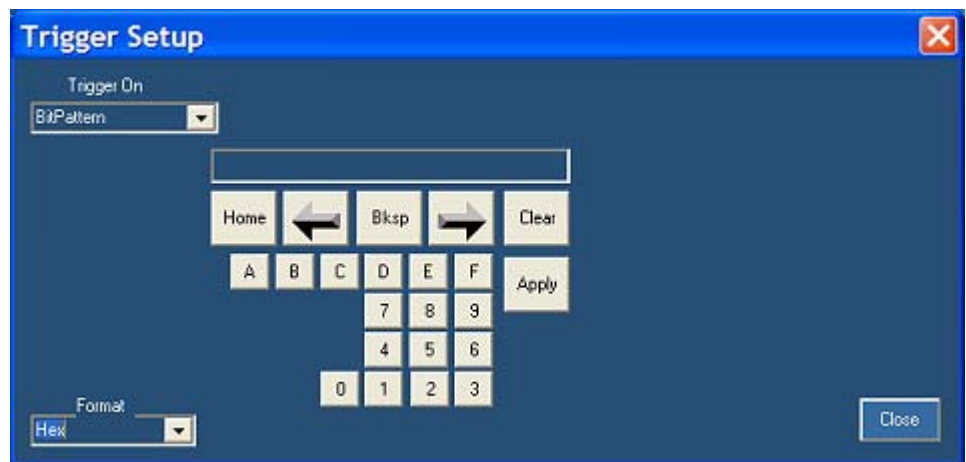 Trigger Setup
Trigger On
BitPattern
Home Bksp Clear
A B C D E F Apply
7 8 9
4 5 6
0 1 2 3
Format
Hex
Close